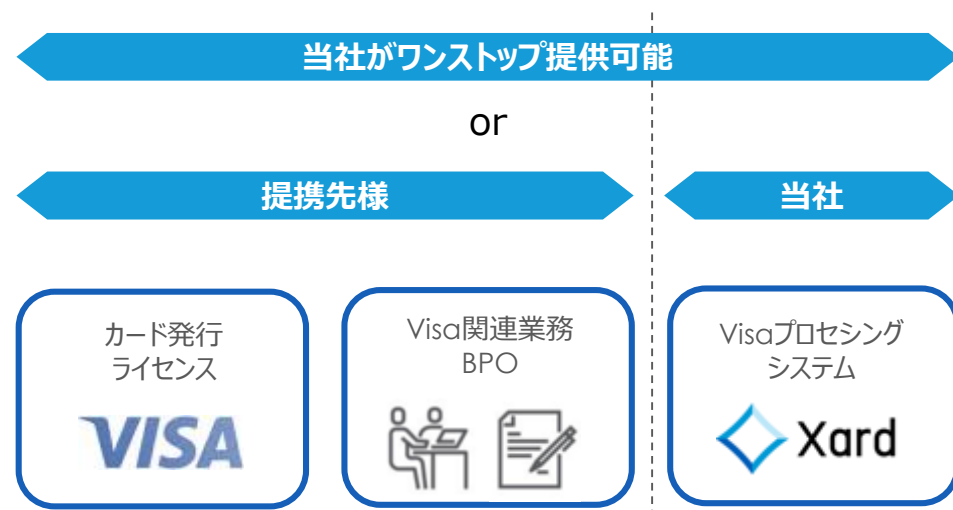 当社がワンストップ提供可能
or
提携先様
当社
カード発行
ライセンス
VISA
Visa関連業務
BPO
Visaプロセシング
システム
Xard